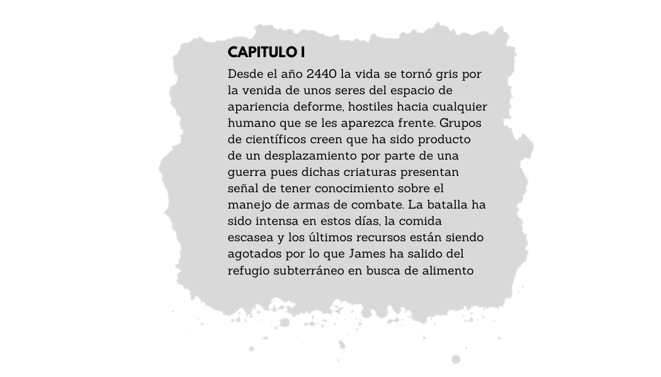 CAPITULO I
Desde el año 2440 la vida se tornó gris por
la venida de unos seres del espacio de
apariencia deforme, hostiles hacia cualquier
humano que se les aparezca frente. Grupos
de científicos creen que ha sido producto
de un desplazamiento por parte de una
guerra pues dichas criaturas presentan
señal de tener conocimiento sobre el
manejo de armas de combate. La batalla ha
sido intensa en estos días, la comida
escasea y los últimos recursos están siendo
agotados por lo que James ha salido del
refugio subterráneo en busca de alimento